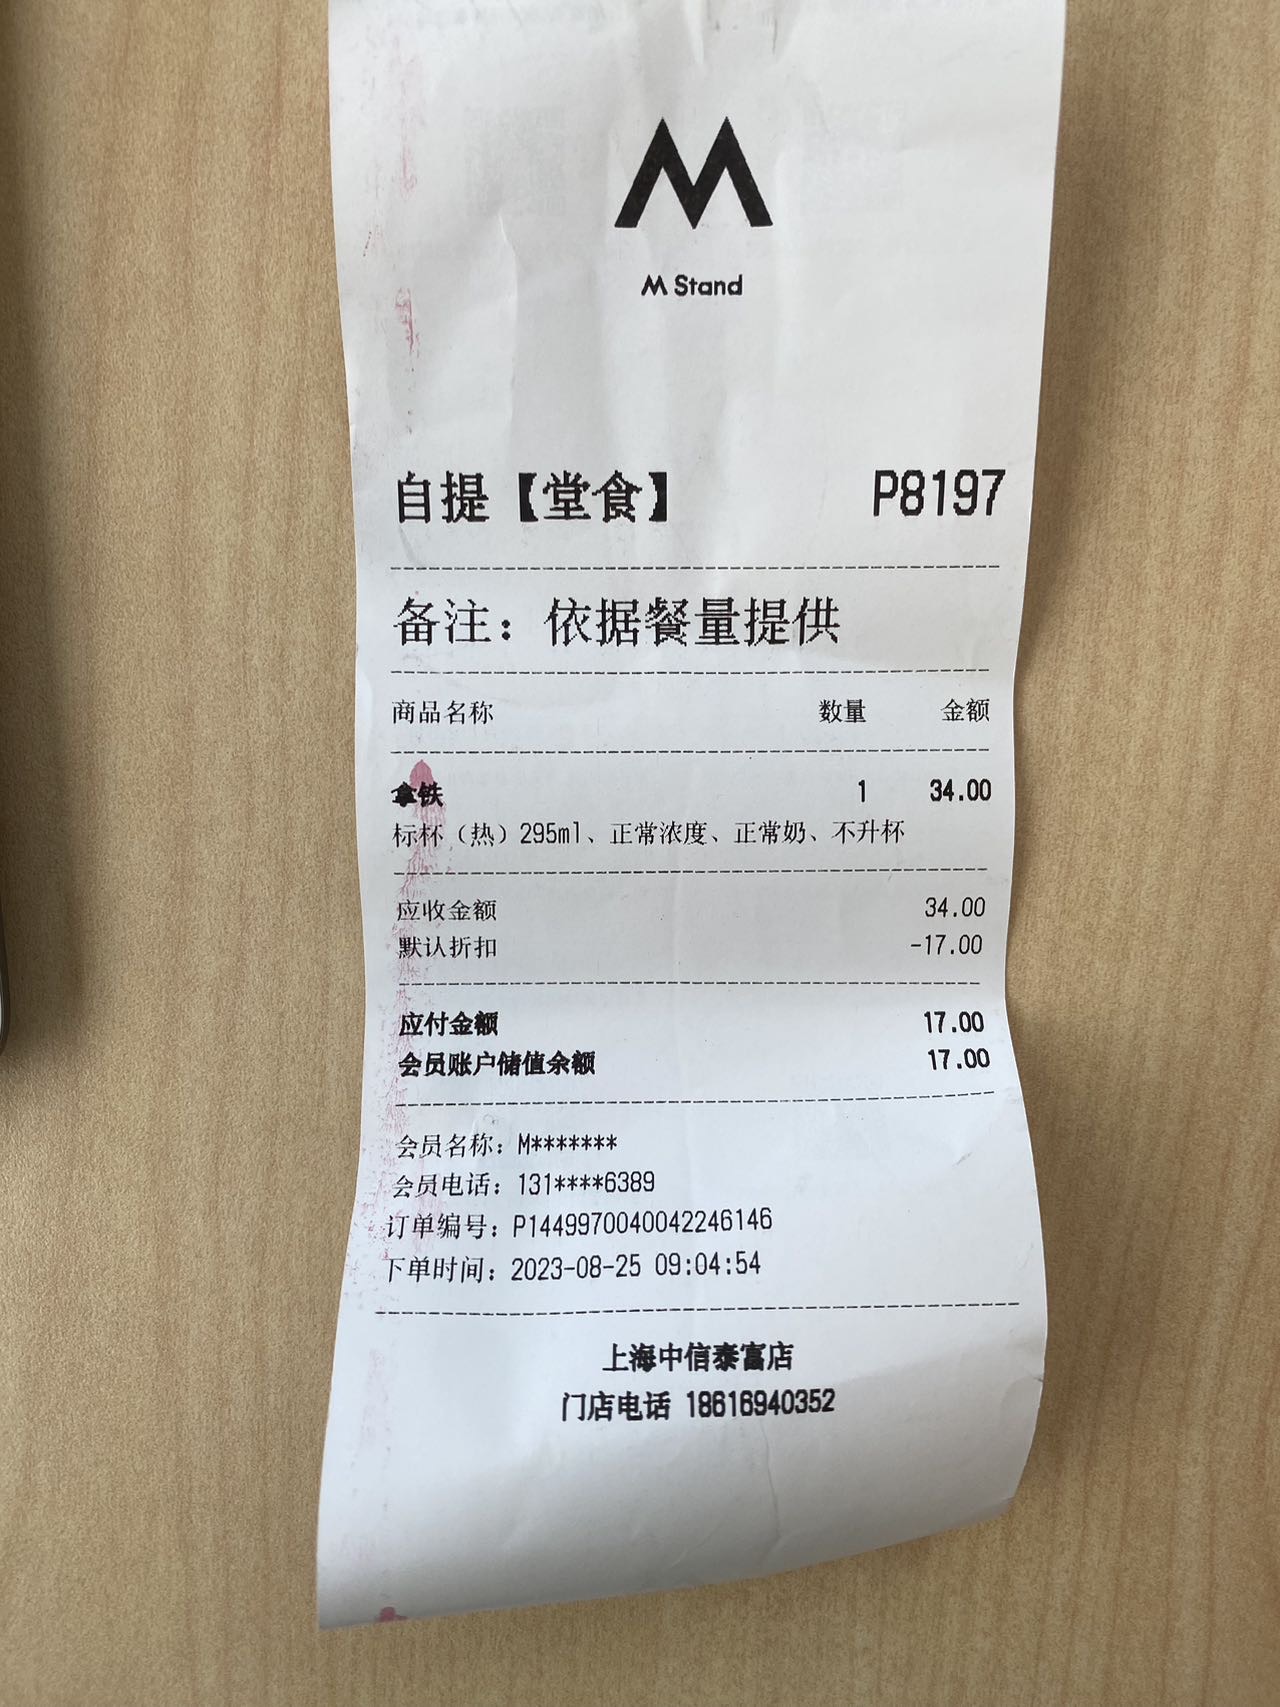 M Stand
自提【堂食】 P8197
备注：依据餐量提供
商品名称 数量 金额
拿铁 1 34.00
标杯（热）295ml、正常浓度、正常奶、不升杯
应收金额 34.00
默认折扣 -17.00
应付金额 17.00
会员账户储值余额 17.00
会员名称：M*******
会员电话：131****6389
订单编号：P1449970040042246146
下单时间：2023-08-25 09:04:54
上海中信泰富店
门店电话 18616940352